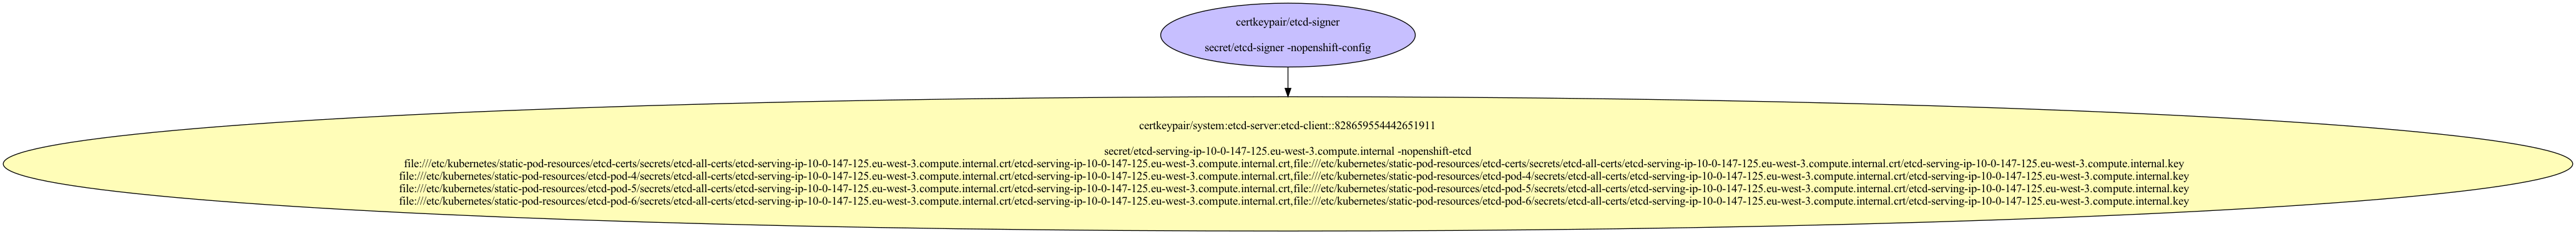 certkeypair/etcd-signer
secret/etcd-signer -nopenshift-config
certkeypair/system:etcd-server:etcd-client::828659554442651911
secret/etcd-serving-ip-10-0-147-125.eu-west-3.compute.internal -nopenshift-etcd
file:///etc/kubernetes/static-pod-resources/etcd-certs/secrets/etcd-all-certs/etcd-serving-ip-10-0-147-125.eu-west-3.compute.internal.crt/etcd-serving-ip-10-0-147-125.eu-west-3.compute.internal.crt,file:///etc/kubernetes/static-pod-resources/etcd-certs/secrets/etcd-all-certs/etcd-serving-ip-10-0-147-125.eu-west-3.compute.internal.crt/etcd-serving-ip-10-0-147-125.eu-west-3.compute.internal.key
file:///etc/kubernetes/static-pod-resources/etcd-pod-4/secrets/etcd-all-certs/etcd-serving-ip-10-0-147-125.eu-west-3.compute.internal.crt/etcd-serving-ip-10-0-147-125.eu-west-3.compute.internal.crt,file:///etc/kubernetes/static-pod-resources/etcd-pod-4/secrets/etcd-all-certs/etcd-serving-ip-10-0-147-125.eu-west-3.compute.internal.crt/etcd-serving-ip-10-0-147-125.eu-west-3.compute.internal.key
file:///etc/kubernetes/static-pod-resources/etcd-pod-5/secrets/etcd-all-certs/etcd-serving-ip-10-0-147-125.eu-west-3.compute.internal.crt/etcd-serving-ip-10-0-147-125.eu-west-3.compute.internal.crt,file:///etc/kubernetes/static-pod-resources/etcd-pod-5/secrets/etcd-all-certs/etcd-serving-ip-10-0-147-125.eu-west-3.compute.internal.crt/etcd-serving-ip-10-0-147-125.eu-west-3.compute.internal.key
file:///etc/kubernetes/static-pod-resources/etcd-pod-6/secrets/etcd-all-certs/etcd-serving-ip-10-0-147-125.eu-west-3.compute.internal.crt/etcd-serving-ip-10-0-147-125.eu-west-3.compute.internal.crt,file:///etc/kubernetes/static-pod-resources/etcd-pod-6/secrets/etcd-all-certs/etcd-serving-ip-10-0-147-125.eu-west-3.compute.internal.crt/etcd-serving-ip-10-0-147-125.eu-west-3.compute.internal.key